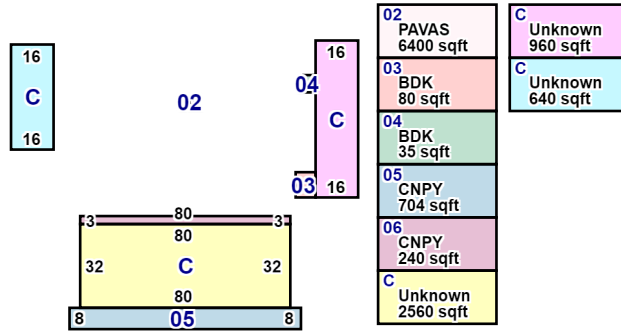 16
C
16
02
16
04
C
03
16
3
80
3
80
32
C
32
80
8
05
8
02
PAVAS
6400 sqft
03
BDK
80 sqft
04
BDK
35 sqft
05
CNPY
704 sqft
06
CNPY
240 sqft
C
Unknown
2560 sqft
C
Unknown
960 sqft
C
Unknown
640 sqft